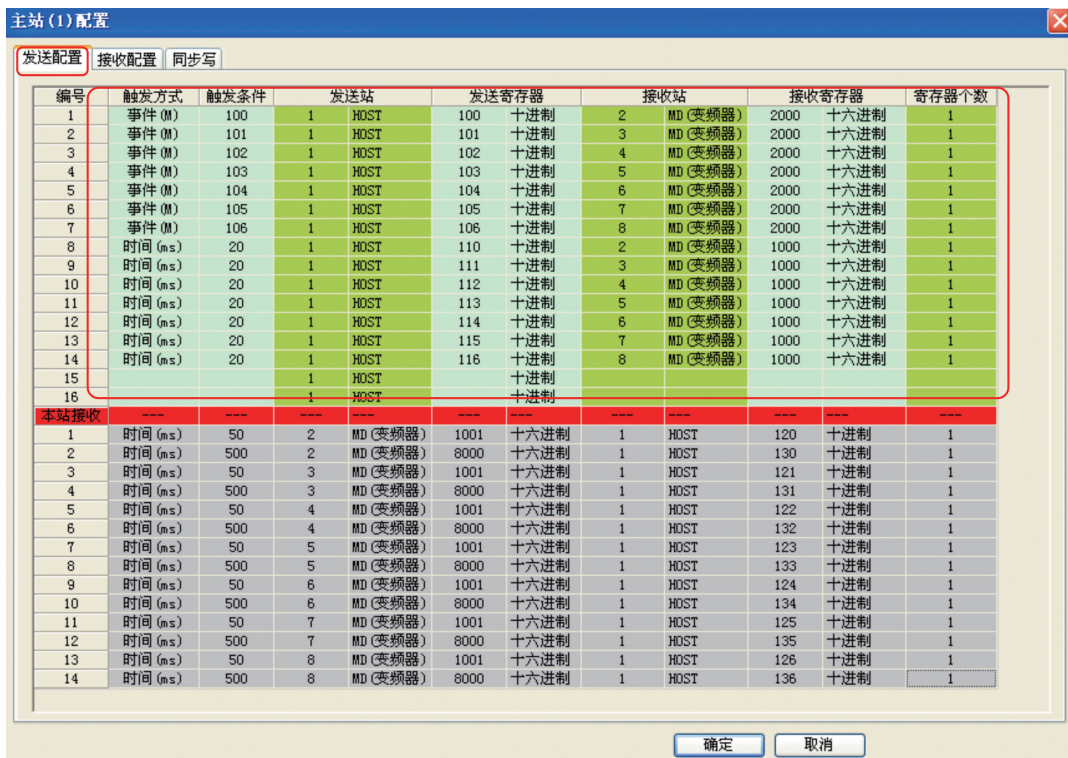 主站(1)配置
发送配置 接收配置 同步写
编号 触发方式 触发条件 发送站 发送寄存器 接收站 接收寄存器 寄存器个数
1 事件(M) 100 1 HOST 100 十进制 2 MD(变频器) 2000 十六进制 1
2 事件(M) 101 1 HOST 101 十进制 3 MD(变频器) 2000 十六进制 1
3 事件(M) 102 1 HOST 102 十进制 4 MD(变频器) 2000 十六进制 1
4 事件(M) 103 1 HOST 103 十进制 5 MD(变频器) 2000 十六进制 1
5 事件(M) 104 1 HOST 104 十进制 6 MD(变频器) 2000 十六进制 1
6 事件(M) 105 1 HOST 105 十进制 7 MD(变频器) 2000 十六进制 1
7 事件(M) 106 1 HOST 106 十进制 8 MD(变频器) 2000 十六进制 1
8 时间(ms) 20 1 HOST 110 十进制 2 MD(变频器) 1000 十六进制 1
9 时间(ms) 20 1 HOST 111 十进制 3 MD(变频器) 1000 十六进制 1
10 时间(ms) 20 1 HOST 112 十进制 4 MD(变频器) 1000 十六进制 1
11 时间(ms) 20 1 HOST 113 十进制 5 MD(变频器) 1000 十六进制 1
12 时间(ms) 20 1 HOST 114 十进制 6 MD(变频器) 1000 十六进制 1
13 时间(ms) 20 1 HOST 115 十进制 7 MD(变频器) 1000 十六进制 1
14 时间(ms) 20 1 HOST 116 十进制 8 MD(变频器) 1000 十六进制 1
15 1 HOST 十进制
16 1 HOST 十进制
本站接收 --- --- --- --- --- --- --- --- --- --- ---
1 时间(ms) 50 2 MD(变频器) 1001 十六进制 1 HOST 120 十进制 1
2 时间(ms) 500 2 MD(变频器) 8000 十六进制 1 HOST 130 十进制 1
3 时间(ms) 50 3 MD(变频器) 1001 十六进制 1 HOST 121 十进制 1
4 时间(ms) 500 3 MD(变频器) 8000 十六进制 1 HOST 131 十进制 1
5 时间(ms) 50 4 MD(变频器) 1001 十六进制 1 HOST 122 十进制 1
6 时间(ms) 500 4 MD(变频器) 8000 十六进制 1 HOST 132 十进制 1
7 时间(ms) 50 5 MD(变频器) 1001 十六进制 1 HOST 123 十进制 1
8 时间(ms) 500 5 MD(变频器) 8000 十六进制 1 HOST 133 十进制 1
9 时间(ms) 50 6 MD(变频器) 1001 十六进制 1 HOST 124 十进制 1
10 时间(ms) 500 6 MD(变频器) 8000 十六进制 1 HOST 134 十进制 1
11 时间(ms) 50 7 MD(变频器) 1001 十六进制 1 HOST 125 十进制 1
12 时间(ms) 500 7 MD(变频器) 8000 十六进制 1 HOST 135 十进制 1
13 时间(ms) 50 8 MD(变频器) 1001 十六进制 1 HOST 126 十进制 1
14 时间(ms) 500 8 MD(变频器) 8000 十六进制 1 HOST 136 十进制 1
确定 取消